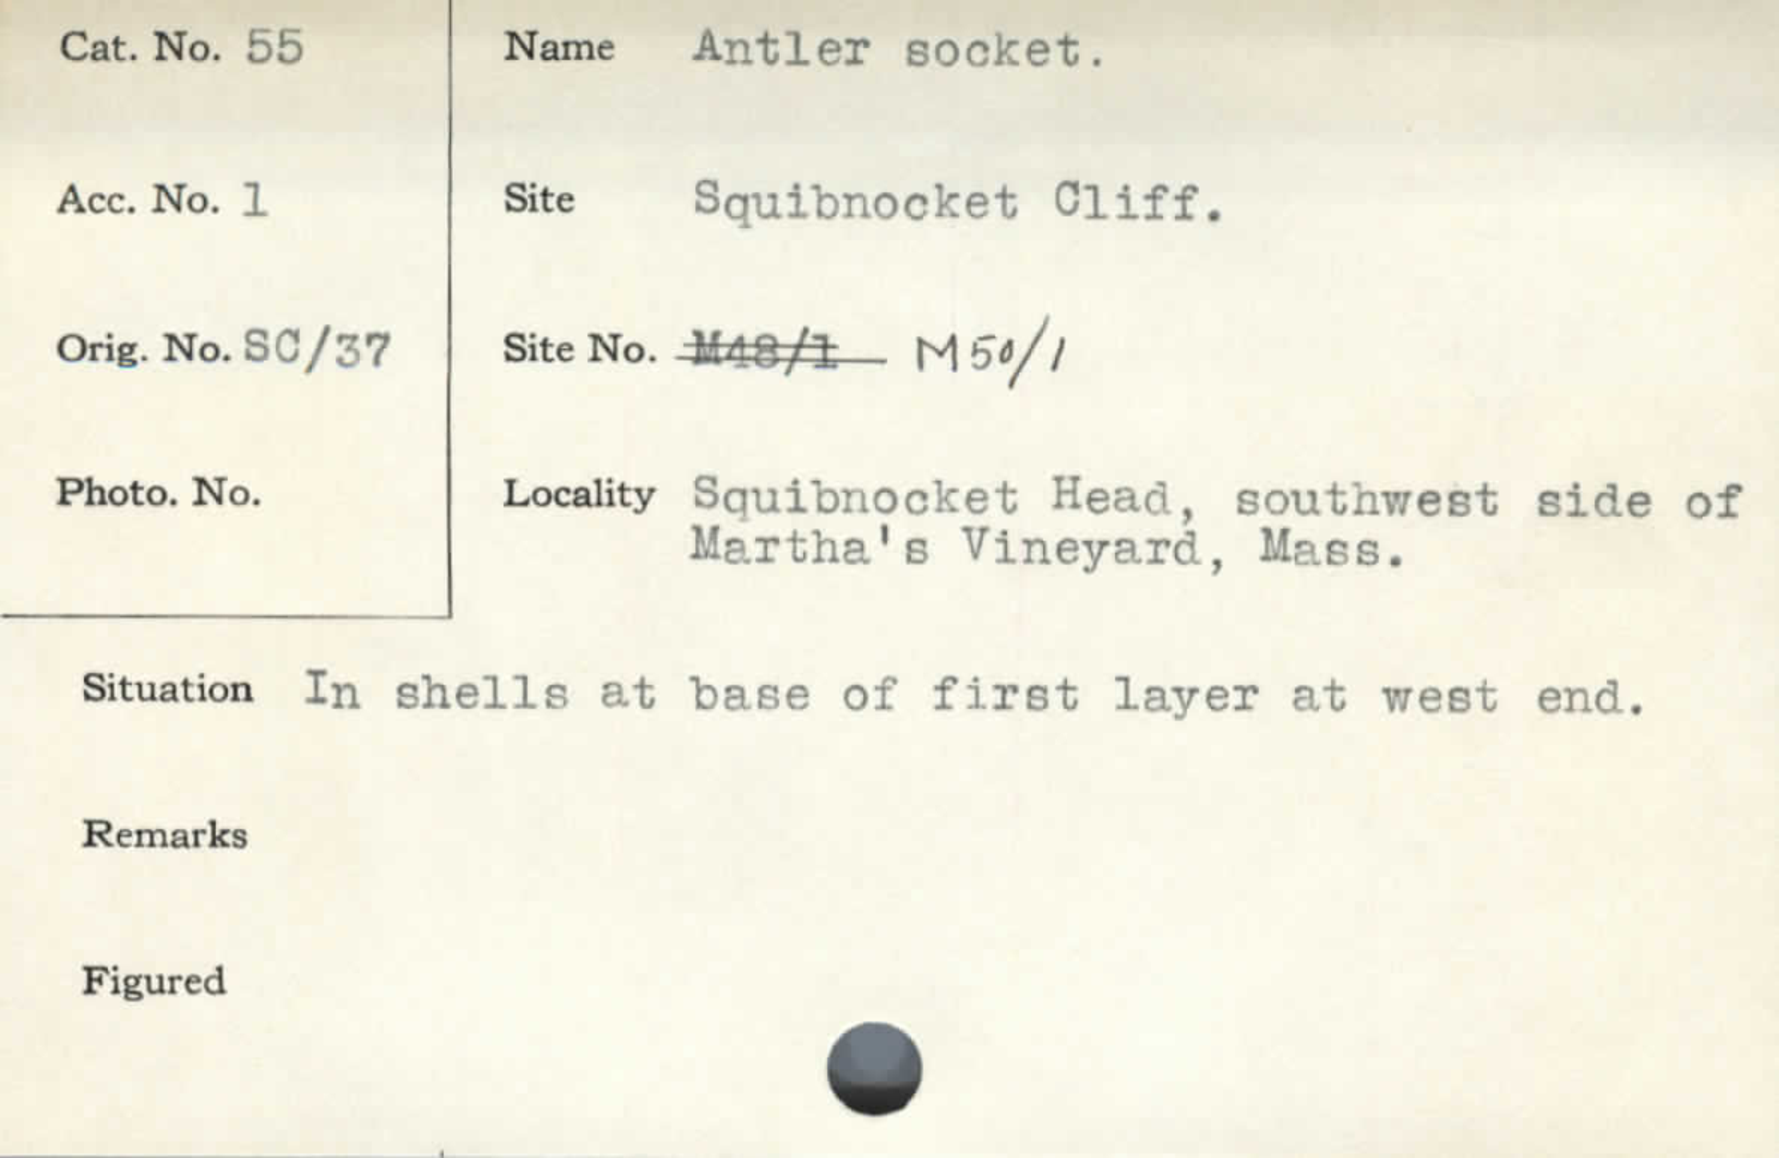 Cat. No. 55
Name Antler socket.
Acc. No. 1
Site Squibnocket Cliff.
Orig. No. SC/37
Site No. M48/1 M50/1
Photo. No.
Locality Squibnocket Head, southwest side of
Martha's Vineyard, Mass.
Situation In shells at base of first layer at west end.
Remarks
Figured